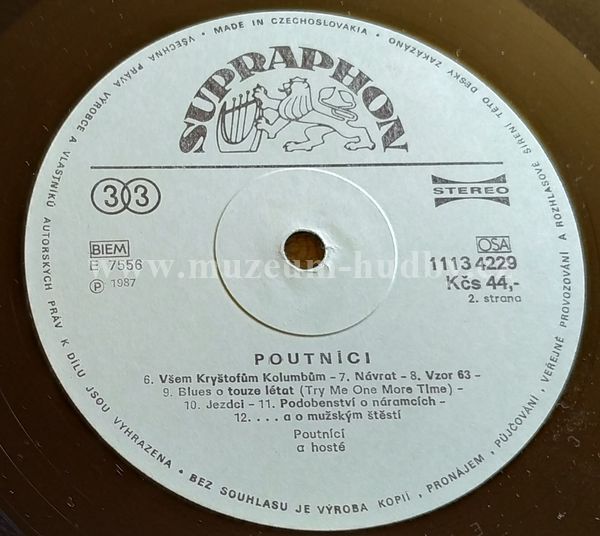 VŠECHNA PRÁVA VÝROBCE A VLASTNÍKŮ AUTORSKÝCH PRÁV K DÍLU JSOU VYHRAZENA • BEZ SOUHLASU JE VÝROBA KOPIÍ, PRONÁJEM, PŮJČOVÁNÍ, VEŘEJNÉ PROVOZOVÁNÍ A ROZHLASOVÉ ŠÍŘENÍ TÉTO DESKY ZAKÁZÁNY • MADE IN CZECHOSLOVAKIA •
SUPRAPHON
33
STEREO
BIEM
E 7556
Ⓟ 1987
OSA
1113 4229
Kčs 44,-
2. strana
www.muzeum-hudby.
POUTNÍCI
6. Všem Kryštofům Kolumbům - 7. Návrat - 8. Vzor 63 -
9. Blues o touze létat (Try Me One More TIme) -
10. Jezdci - 11. Podobenství o náramcích -
12. . . . a o mužským štěstí
Poutníci
a hosté